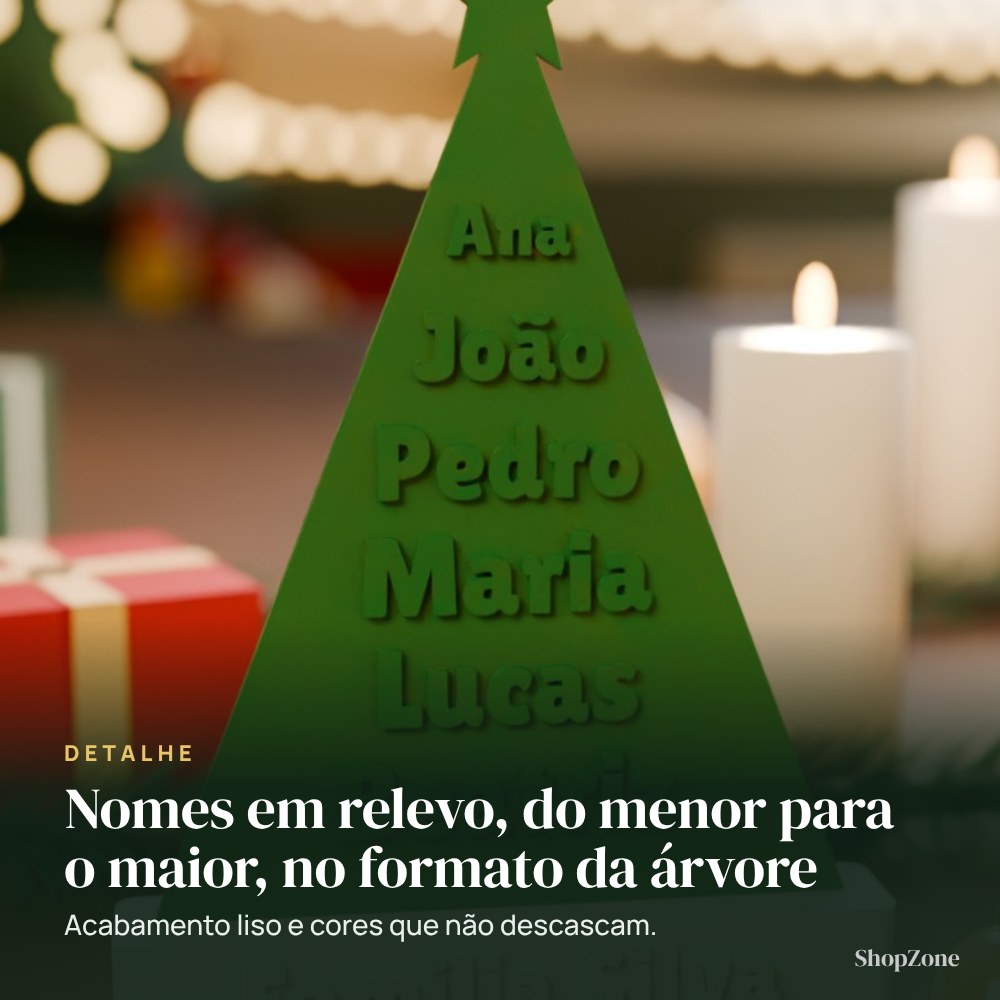 Ana
João
Pedro
Maria
Lucas
DETALHE
Nomes em relevo, do menor para
o maior, no formato da árvore
Acabamento liso e cores que não descascam.
ShopZone